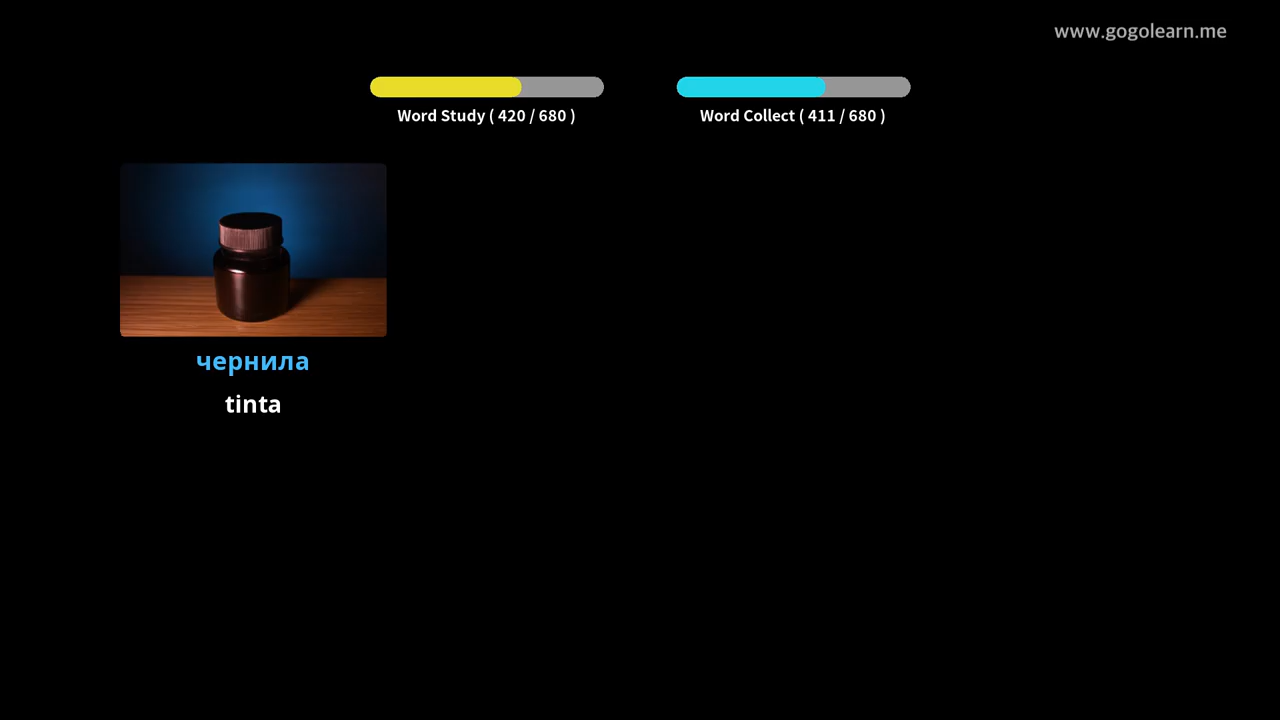 www.gogolearn.me
Word Study ( 420 / 680 )
Word Collect ( 411 / 680 )
чернила
tinta